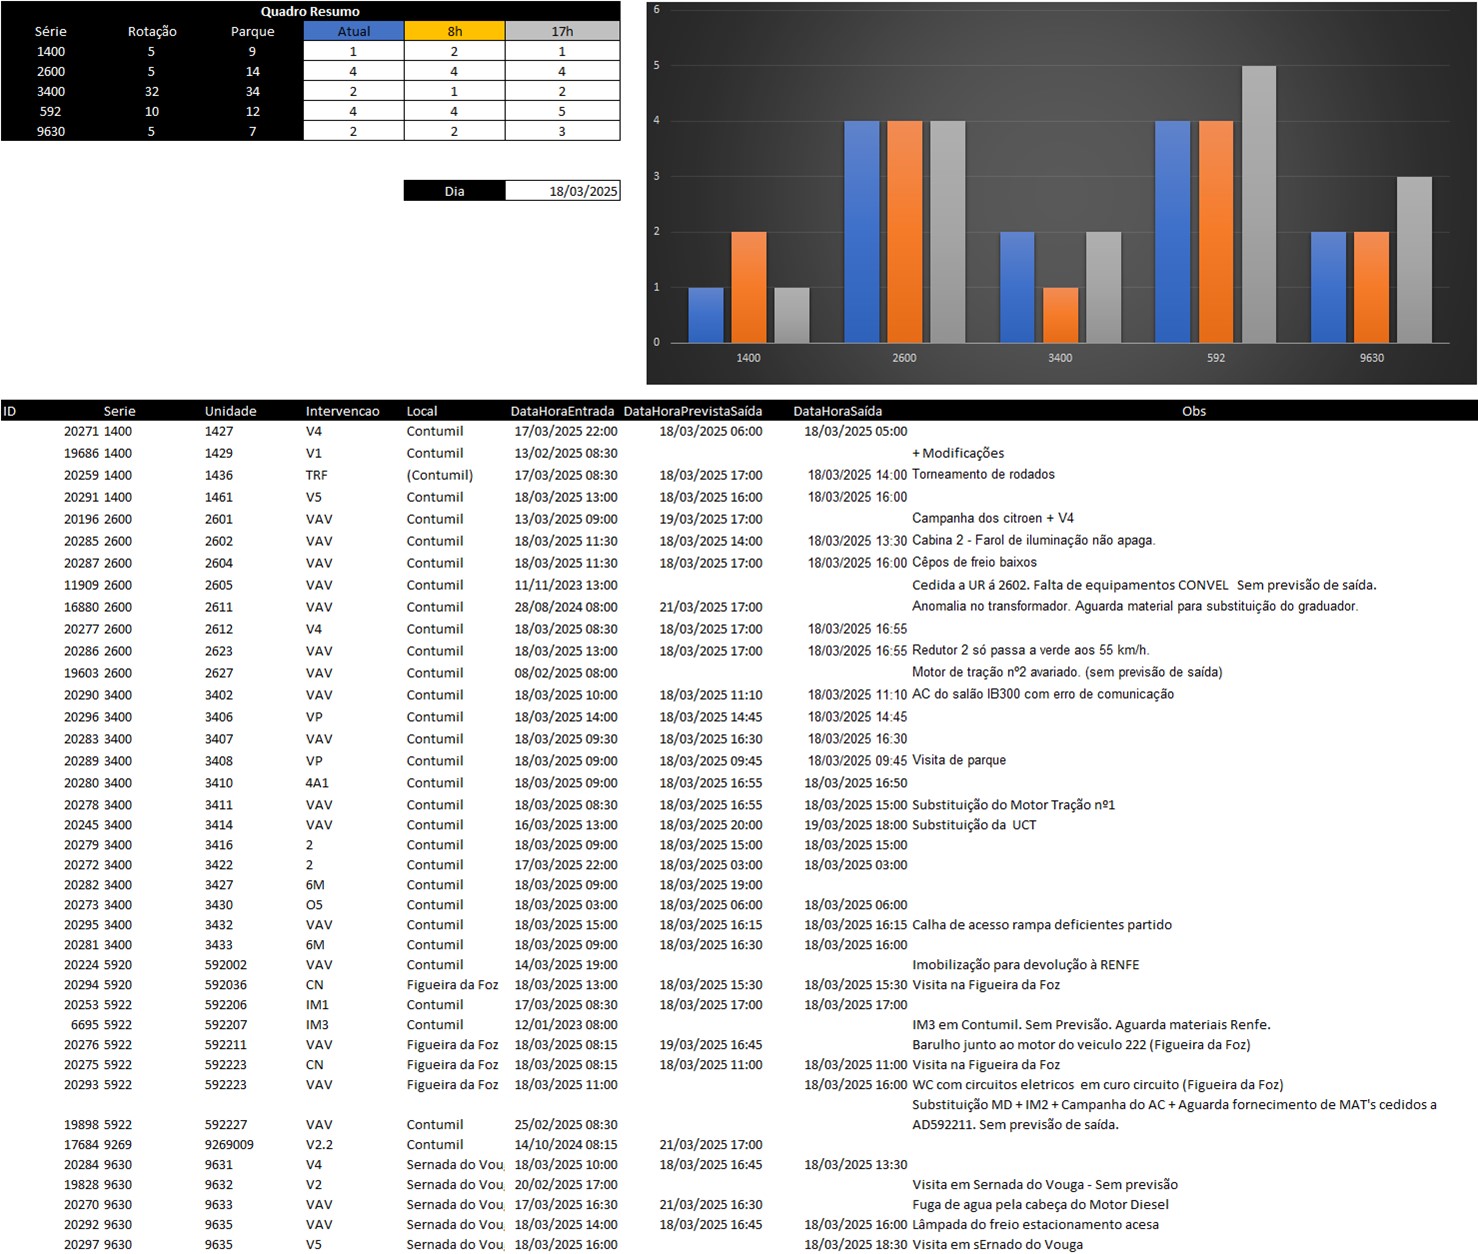 Quadro Resumo
Série Rotação Parque Atual 8h 17h
1400 5 9 1 2 1
2600 5 14 4 4 4
3400 32 34 2 1 2
592 10 12 4 4 5
9630 5 7 2 2 3
Dia 18/03/2025
6
5
4
3
2
1
0
1400 2600 3400 592 9630
ID Serie Unidade Intervencao Local DataHoraEntrada DataHoraPrevistaSaída DataHoraSaída Obs
20271 1400 1427 V4 Contumil 17/03/2025 22:00 18/03/2025 06:00 18/03/2025 05:00
19686 1400 1429 V1 Contumil 13/02/2025 08:30 + Modificações
20259 1400 1436 TRF (Contumil) 17/03/2025 08:30 18/03/2025 17:00 18/03/2025 14:00 Torneamento de rodados
20291 1400 1461 V5 Contumil 18/03/2025 13:00 18/03/2025 16:00 18/03/2025 16:00
20196 2600 2601 VAV Contumil 13/03/2025 09:00 19/03/2025 17:00 Campanha dos citroen + V4
20285 2600 2602 VAV Contumil 18/03/2025 11:30 18/03/2025 14:00 18/03/2025 13:30 Cabina 2 - Farol de iluminação não apaga.
20287 2600 2604 VAV Contumil 18/03/2025 11:30 18/03/2025 17:00 18/03/2025 16:00 Cêpos de freio baixos
11909 2600 2605 VAV Contumil 11/11/2023 13:00 Cedida a UR á 2602. Falta de equipamentos CONVEL Sem previsão de saída.
16880 2600 2611 VAV Contumil 28/08/2024 08:00 21/03/2025 17:00 Anomalia no transformador. Aguarda material para substituição do graduador.
20277 2600 2612 V4 Contumil 18/03/2025 08:30 18/03/2025 17:00 18/03/2025 16:55
20286 2600 2623 VAV Contumil 18/03/2025 13:00 18/03/2025 17:00 18/03/2025 16:55 Redutor 2 só passa a verde aos 55 km/h.
19603 2600 2627 VAV Contumil 08/02/2025 08:00 Motor de tração nº2 avariado. (sem previsão de saída)
20290 3400 3402 VAV Contumil 18/03/2025 10:00 18/03/2025 11:10 18/03/2025 11:10 AC do salão IB300 com erro de comunicação
20296 3400 3406 VP Contumil 18/03/2025 14:00 18/03/2025 14:45 18/03/2025 14:45
20283 3400 3407 VAV Contumil 18/03/2025 09:30 18/03/2025 16:30 18/03/2025 16:30
20289 3400 3408 VP Contumil 18/03/2025 09:00 18/03/2025 09:45 18/03/2025 09:45 Visita de parque
20280 3400 3410 4A1 Contumil 18/03/2025 09:00 18/03/2025 16:55 18/03/2025 16:50
20278 3400 3411 VAV Contumil 18/03/2025 08:30 18/03/2025 16:55 18/03/2025 15:00 Substituição do Motor Tração nº1
20245 3400 3414 VAV Contumil 16/03/2025 13:00 18/03/2025 20:00 19/03/2025 18:00 Substituição da UCT
20279 3400 3416 2 Contumil 18/03/2025 09:00 18/03/2025 15:00 18/03/2025 15:00
20272 3400 3422 2 Contumil 17/03/2025 22:00 18/03/2025 03:00 18/03/2025 03:00
20282 3400 3427 6M Contumil 18/03/2025 09:00 18/03/2025 19:00
20273 3400 3430 O5 Contumil 18/03/2025 03:00 18/03/2025 06:00 18/03/2025 06:00
20295 3400 3432 VAV Contumil 18/03/2025 15:00 18/03/2025 16:15 18/03/2025 16:15 Calha de acesso rampa deficientes partido
20281 3400 3433 6M Contumil 18/03/2025 09:00 18/03/2025 16:30 18/03/2025 16:00
20224 5920 592002 VAV Contumil 14/03/2025 19:00 Imobilização para devolução à RENFE
20294 5920 592036 CN Figueira da Foz 18/03/2025 13:00 18/03/2025 15:30 18/03/2025 15:30 Visita na Figueira da Foz
20253 5922 592206 IM1 Contumil 17/03/2025 08:30 18/03/2025 17:00 18/03/2025 17:00
6695 5922 592207 IM3 Contumil 12/01/2023 08:00 IM3 em Contumil. Sem Previsão. Aguarda materiais Renfe.
20276 5922 592211 VAV Figueira da Foz 18/03/2025 08:15 19/03/2025 16:45 Barulho junto ao motor do veiculo 222 (Figueira da Foz)
20275 5922 592223 CN Figueira da Foz 18/03/2025 08:15 18/03/2025 11:00 18/03/2025 11:00 Visita na Figueira da Foz
20293 5922 592223 VAV Figueira da Foz 18/03/2025 11:00 18/03/2025 16:00 WC com circuitos eletricos em curo circuito (Figueira da Foz)
Substituição MD + IM2 + Campanha do AC + Aguarda fornecimento de MAT's cedidos a
19898 5922 592227 VAV Contumil 25/02/2025 08:30 AD592211. Sem previsão de saída.
17684 9269 9269009 V2.2 Contumil 14/10/2024 08:15 21/03/2025 17:00
20284 9630 9631 V4 Sernada do Vou 18/03/2025 10:00 18/03/2025 16:45 18/03/2025 13:30
19828 9630 9632 V2 Sernada do Vou 20/02/2025 17:00 Visita em Sernada do Vouga - Sem previsão
20270 9630 9633 VAV Sernada do Vou 17/03/2025 16:30 21/03/2025 16:30 Fuga de agua pela cabeça do Motor Diesel
20292 9630 9635 VAV Sernada do Vou 18/03/2025 14:00 18/03/2025 16:45 18/03/2025 16:00 Lâmpada do freio estacionamento acesa
20297 9630 9635 V5 Sernada do Vou 18/03/2025 16:00 18/03/2025 18:30 Visita em sErnado do Vouga